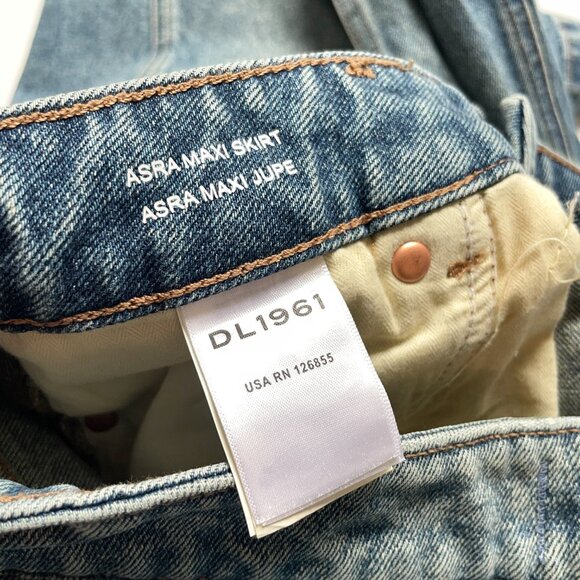 ASRA MAXI SKIRT
ASRA MAXI JUPE
DL1961
USA RN 126855